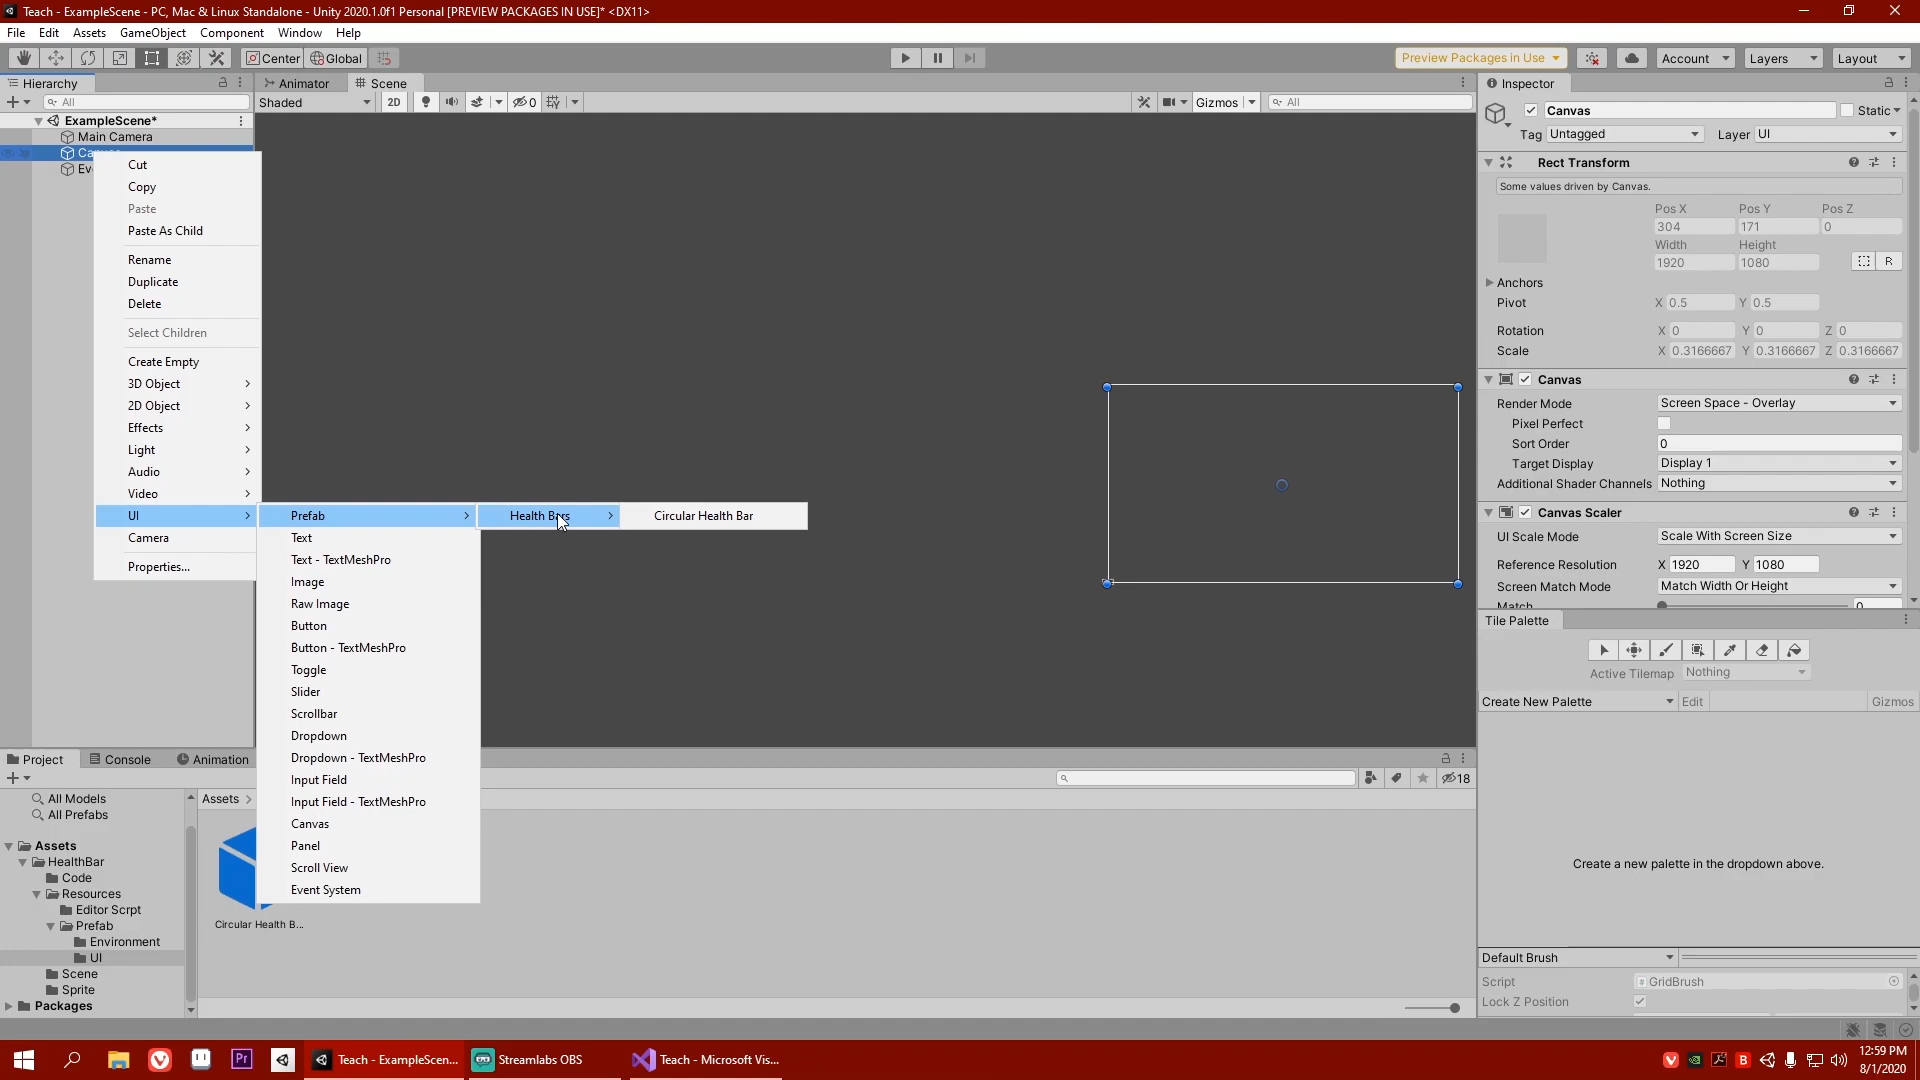 Teach - ExampleScene - PC, Mac & Linux Standalone - Unity 2020.1.0f1 Personal [PREVIEW PACKAGES IN USE]* <DX11>
File Edit Assets GameObject Component Window Help
Center Global Preview Packages in Use Account Layers Layout
Hierarchy Animator Scene Inspector
All Shaded 2D 0 Gizmos All
Canvas Static
ExampleScene*
Main Camera
Tag Untagged Layer UI
Cut
Copy
Paste
Paste As Child
Rename
Duplicate
Delete
Select Children
Create Empty
3D Object
2D Object
Effects
Light
Audio
Video
UI
Camera
Properties...
Prefab
Text
Text - TextMeshPro
Image
Raw Image
Button
Button - TextMeshPro
Toggle
Slider
Scrollbar
Dropdown
Dropdown - TextMeshPro
Input Field
Input Field - TextMeshPro
Canvas
Panel
Scroll View
Event System
Health Bars
Circular Health Bar
Rect Transform
Some values driven by Canvas.
Pos X Pos Y Pos Z
304 171 0
Width Height
1920 1080 R
Anchors
Pivot X 0.5 Y 0.5
Rotation X 0 Y 0 Z 0
Scale X 0.3166667 Y 0.3166667 Z 0.3166667
Canvas
Render Mode Screen Space - Overlay
Pixel Perfect
Sort Order 0
Target Display Display 1
Additional Shader Channels Nothing
Canvas Scaler
UI Scale Mode Scale With Screen Size
Reference Resolution X 1920 Y 1080
Screen Match Mode Match Width Or Height
Match 0
Tile Palette
Active Tilemap Nothing
Create New Palette Edit Gizmos
Create a new palette in the dropdown above.
Default Brush
Script # GridBrush
Lock Z Position
Project Console Animation
18
All Models
All Prefabs
Assets
HealthBar
Code
Resources
Editor Scrpt
Prefab
Environment
UI
Scene
Sprite
Packages
Assets >
Circular Health B...
Teach - ExampleScen... Streamlabs OBS Teach - Microsoft Vis...
12:59 PM
8/1/2020